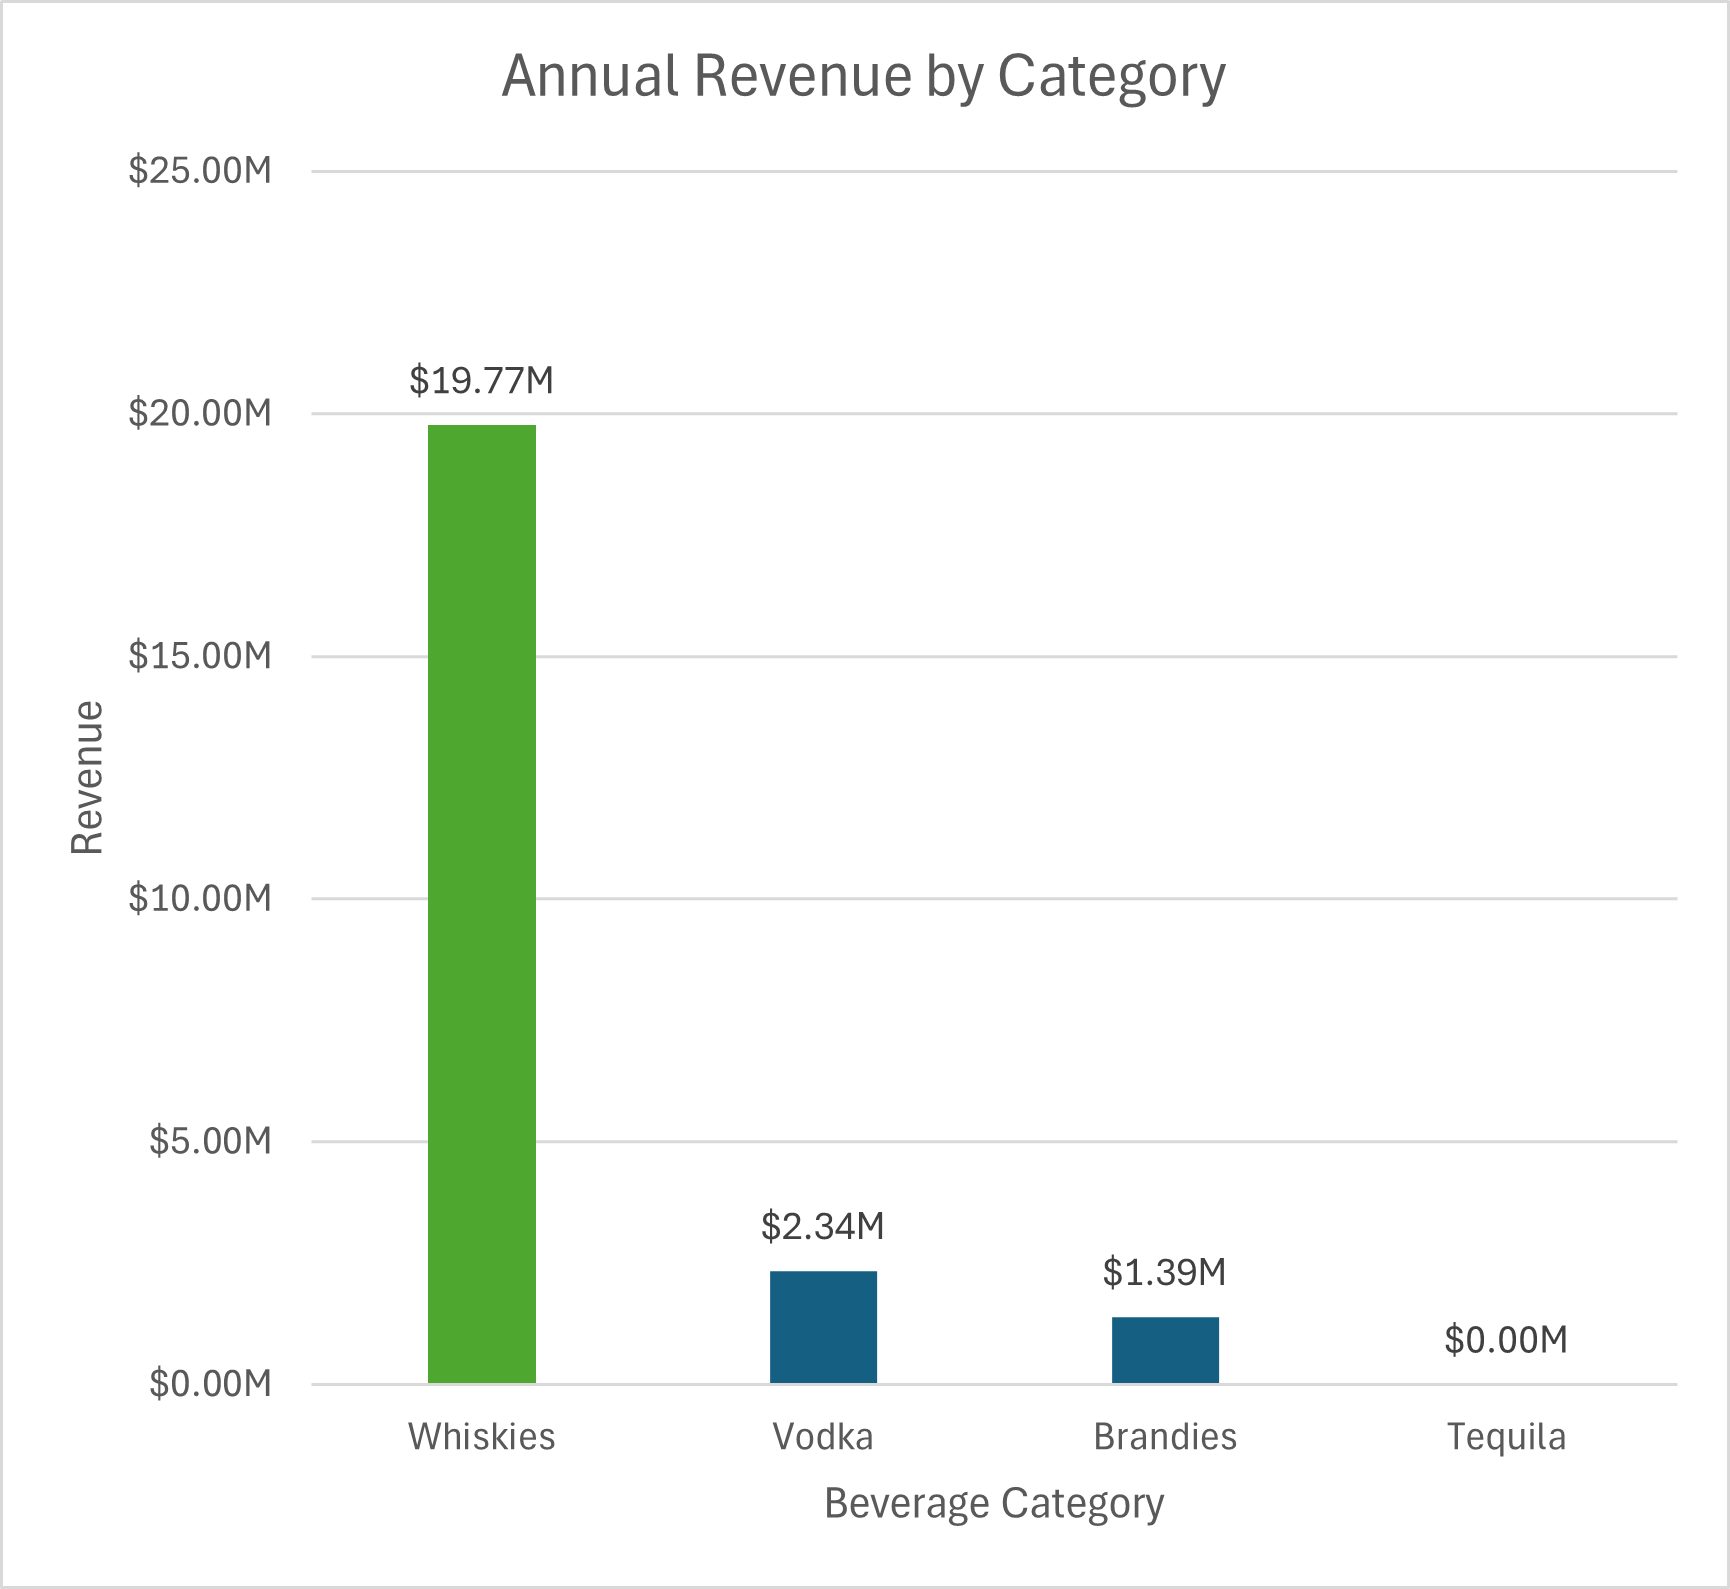 Annual Revenue by Category
$25.00M
$20.00M
$15.00M
$10.00M
$5.00M
$0.00M
Revenue
$19.77M
$2.34M
$1.39M
$0.00M
Whiskies
Vodka
Brandies
Tequila
Beverage Category